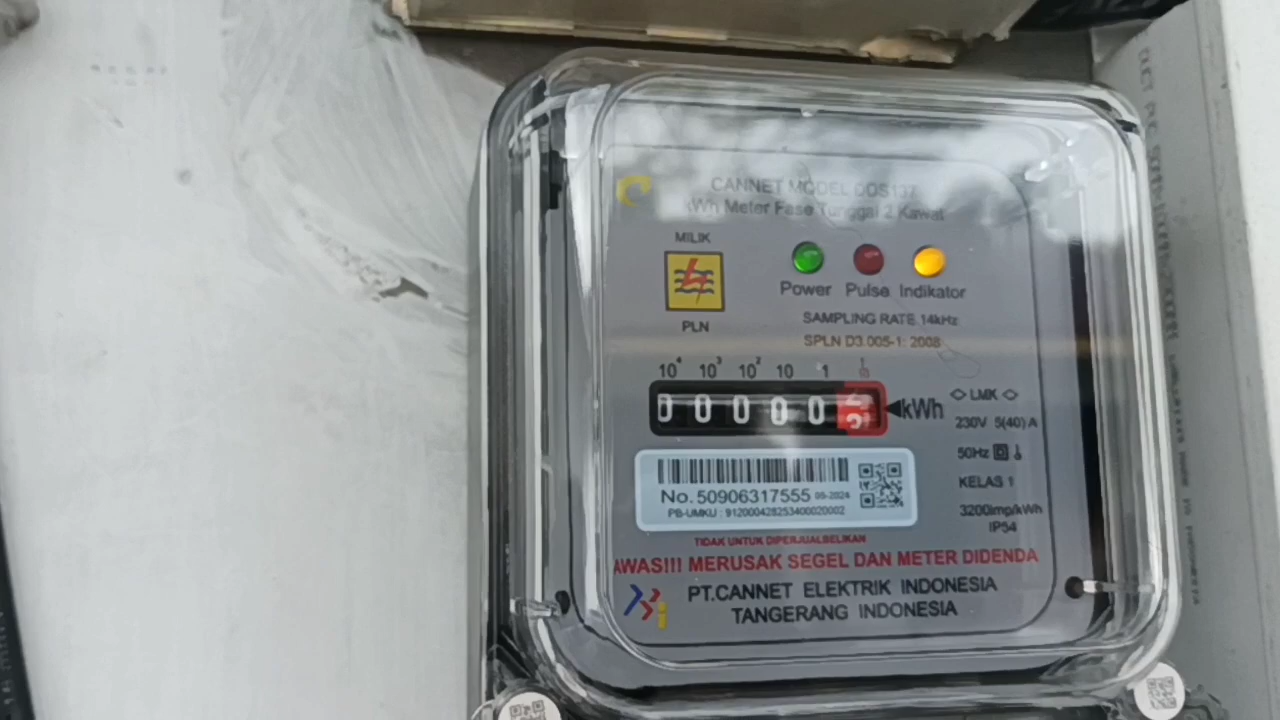 CANNET MODEL DDS137
kWh Meter Fase Tunggal 2 Kawat
MILIK
PLN
Power Pulse Indikator
SAMPLING RATE 14kHz
SPLN D3.005-1: 2008
10⁴ 10³ 10² 10 1
0 0 0 0 0
kWh
LMK
230V 5(40) A
50Hz
KELAS 1
3200imp/kWh
IP54
No. 50906317555 09-2024
PB-UMKU : 912000428253400020002
TIDAK UNTUK DIPERJUALBELIKAN
AWAS!!! MERUSAK SEGEL DAN METER DIDENDA
PT.CANNET ELEKTRIK INDONESIA
TANGERANG INDONESIA